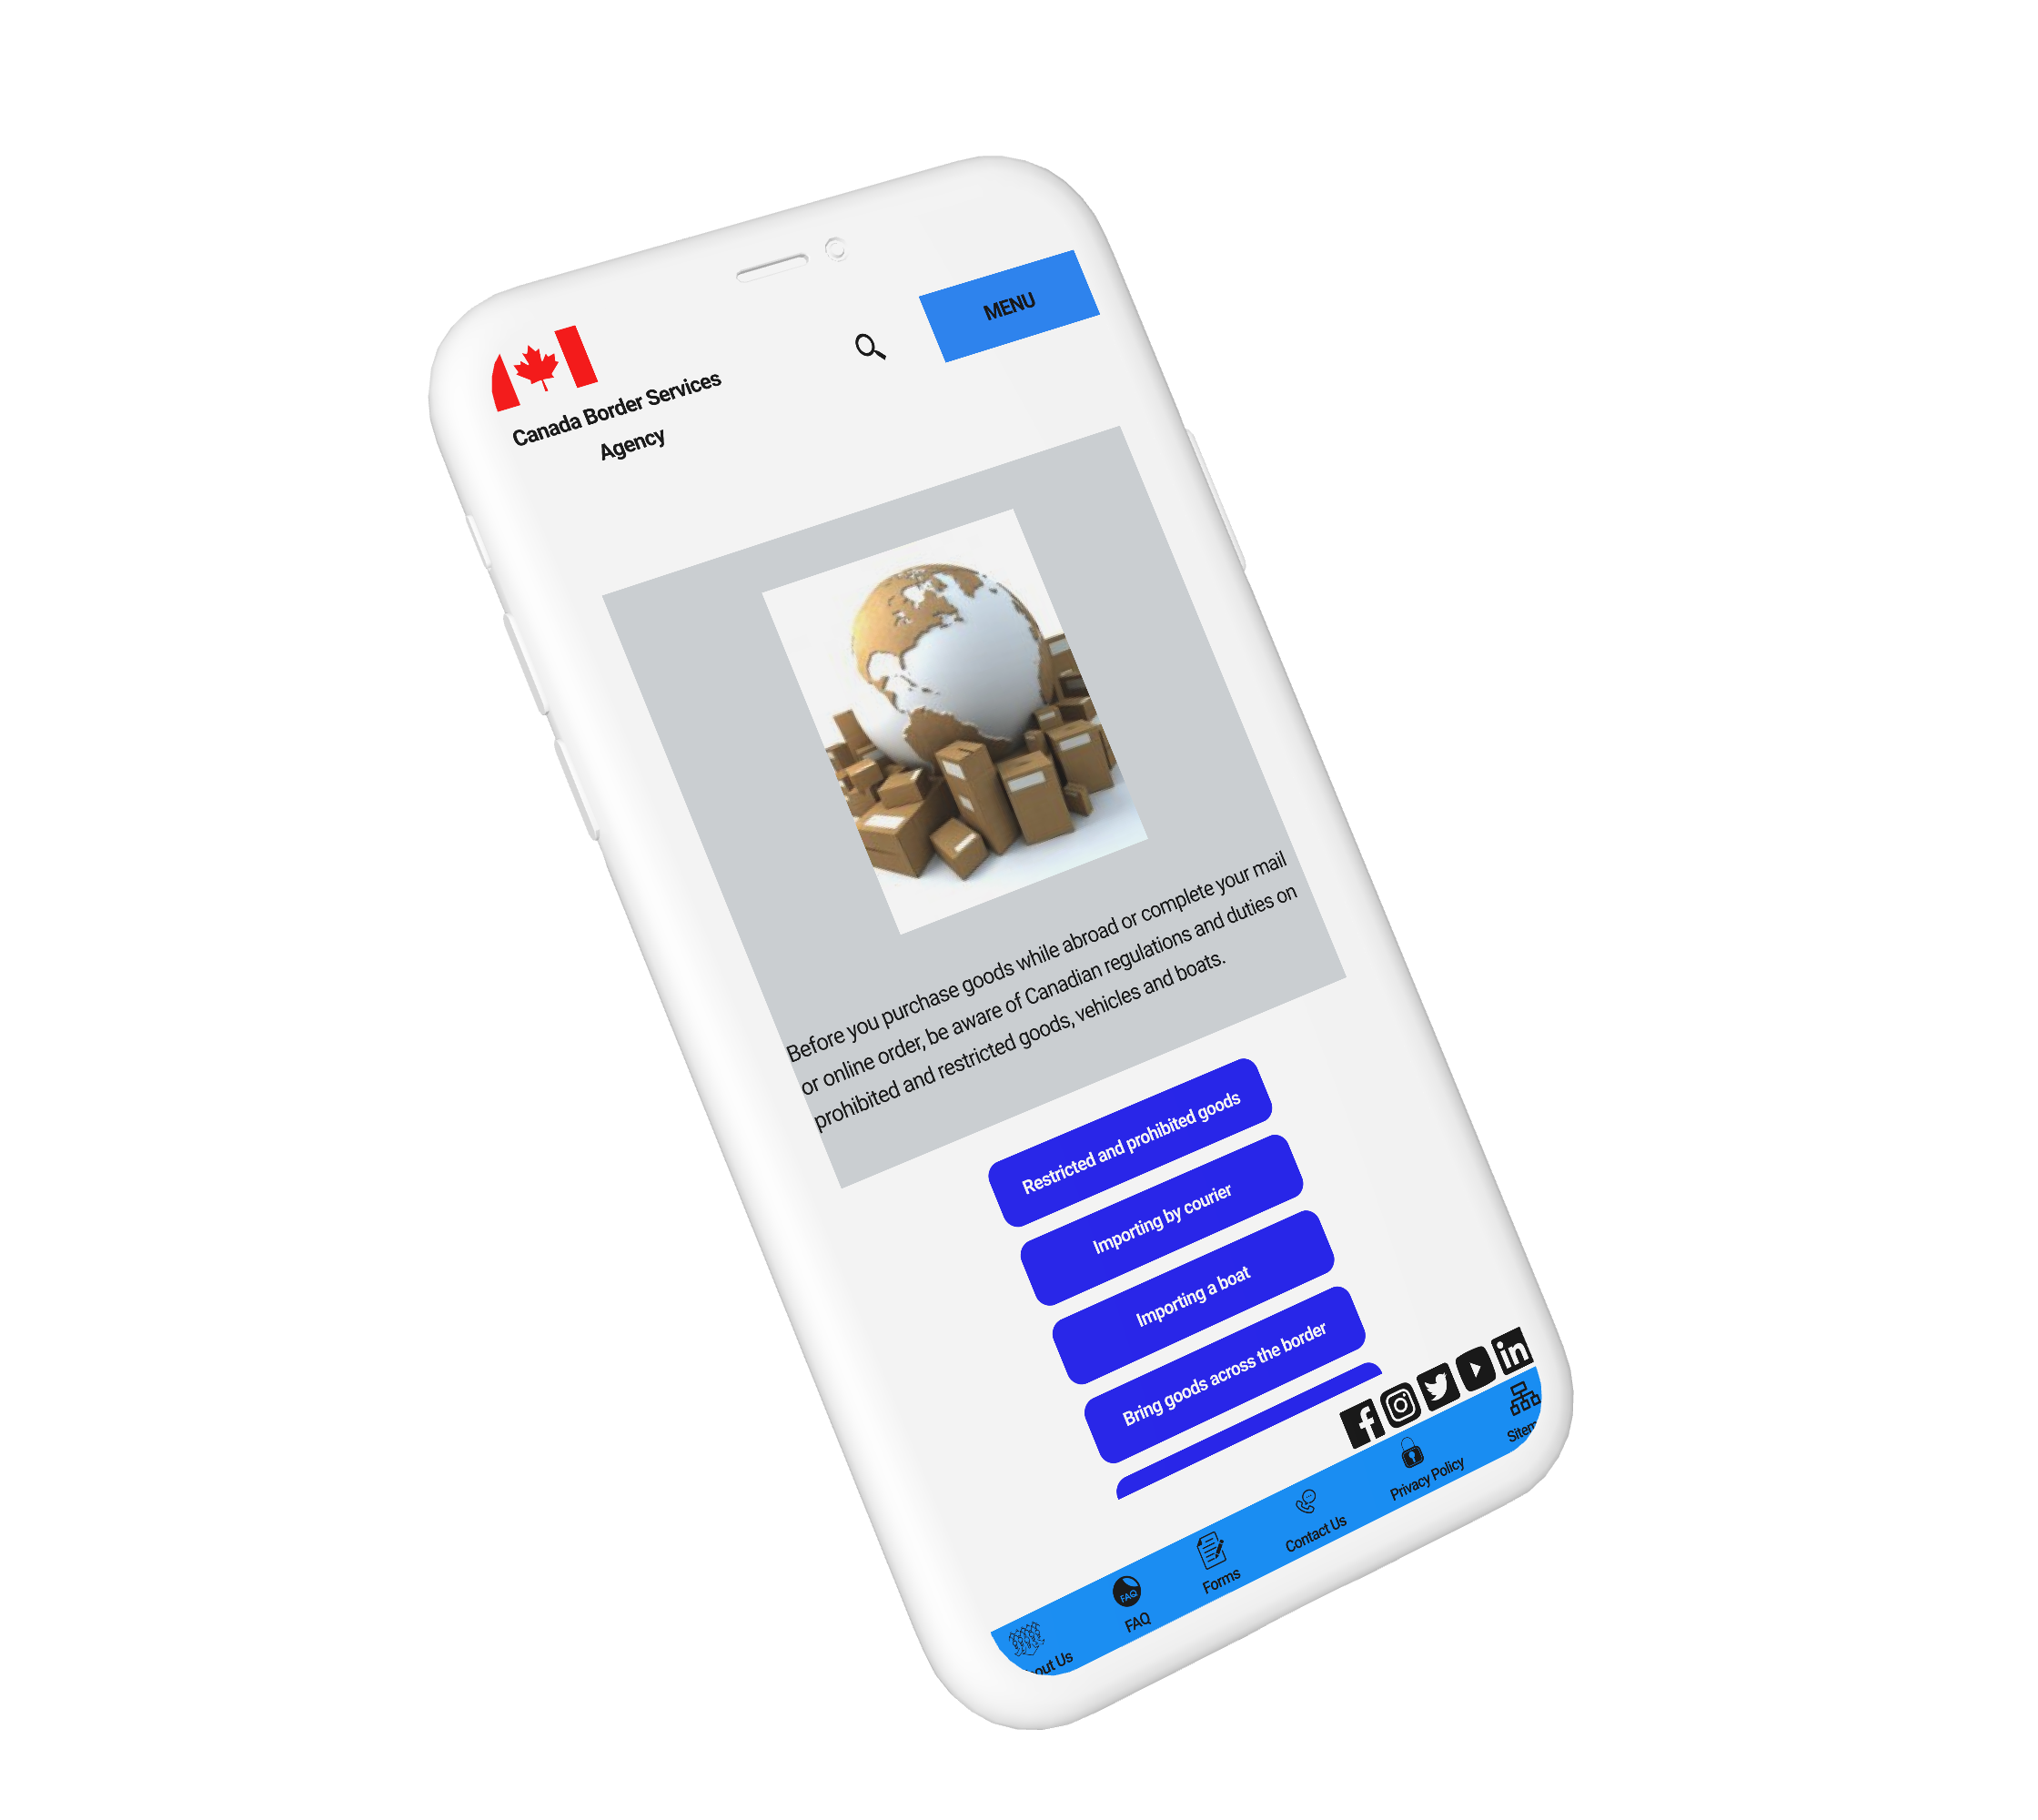 MENU
Canada Border Services
Agency
Before you purchase goods while abroad or complete your mail
or online order, be aware of Canadian regulations and duties on
prohibited and restricted goods, vehicles and boats.
Restricted and prohibited goods
Importing by courier
Importing a boat
Bring goods across the border
f
in
out Us
FAQ
FAQ
Forms
Contact Us
Privacy Policy
Sitem